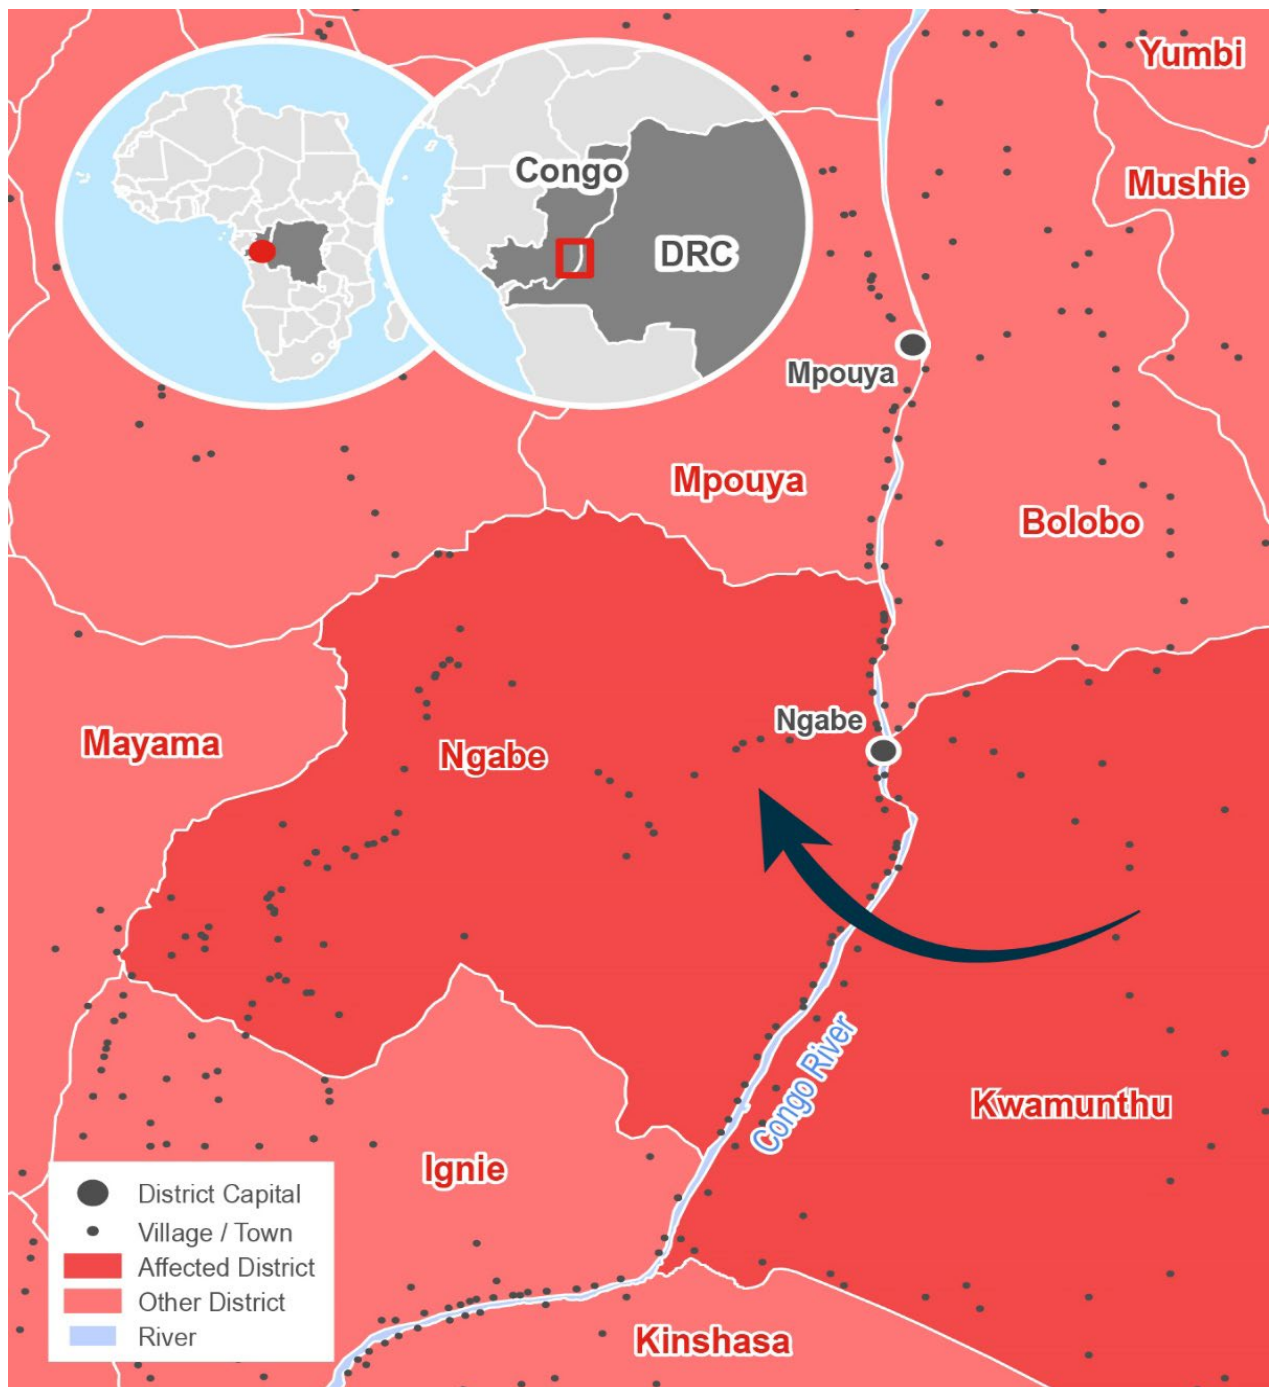 Yumbi
Congo
Mushie
DRC
Mpouya
Mpouya
Bolobo
Ngabe
Mayama
Ngabe
Congo River
Kwamunthu
Ignie
District Capital
Village / Town
Affected District
Other District
River
Kinshasa